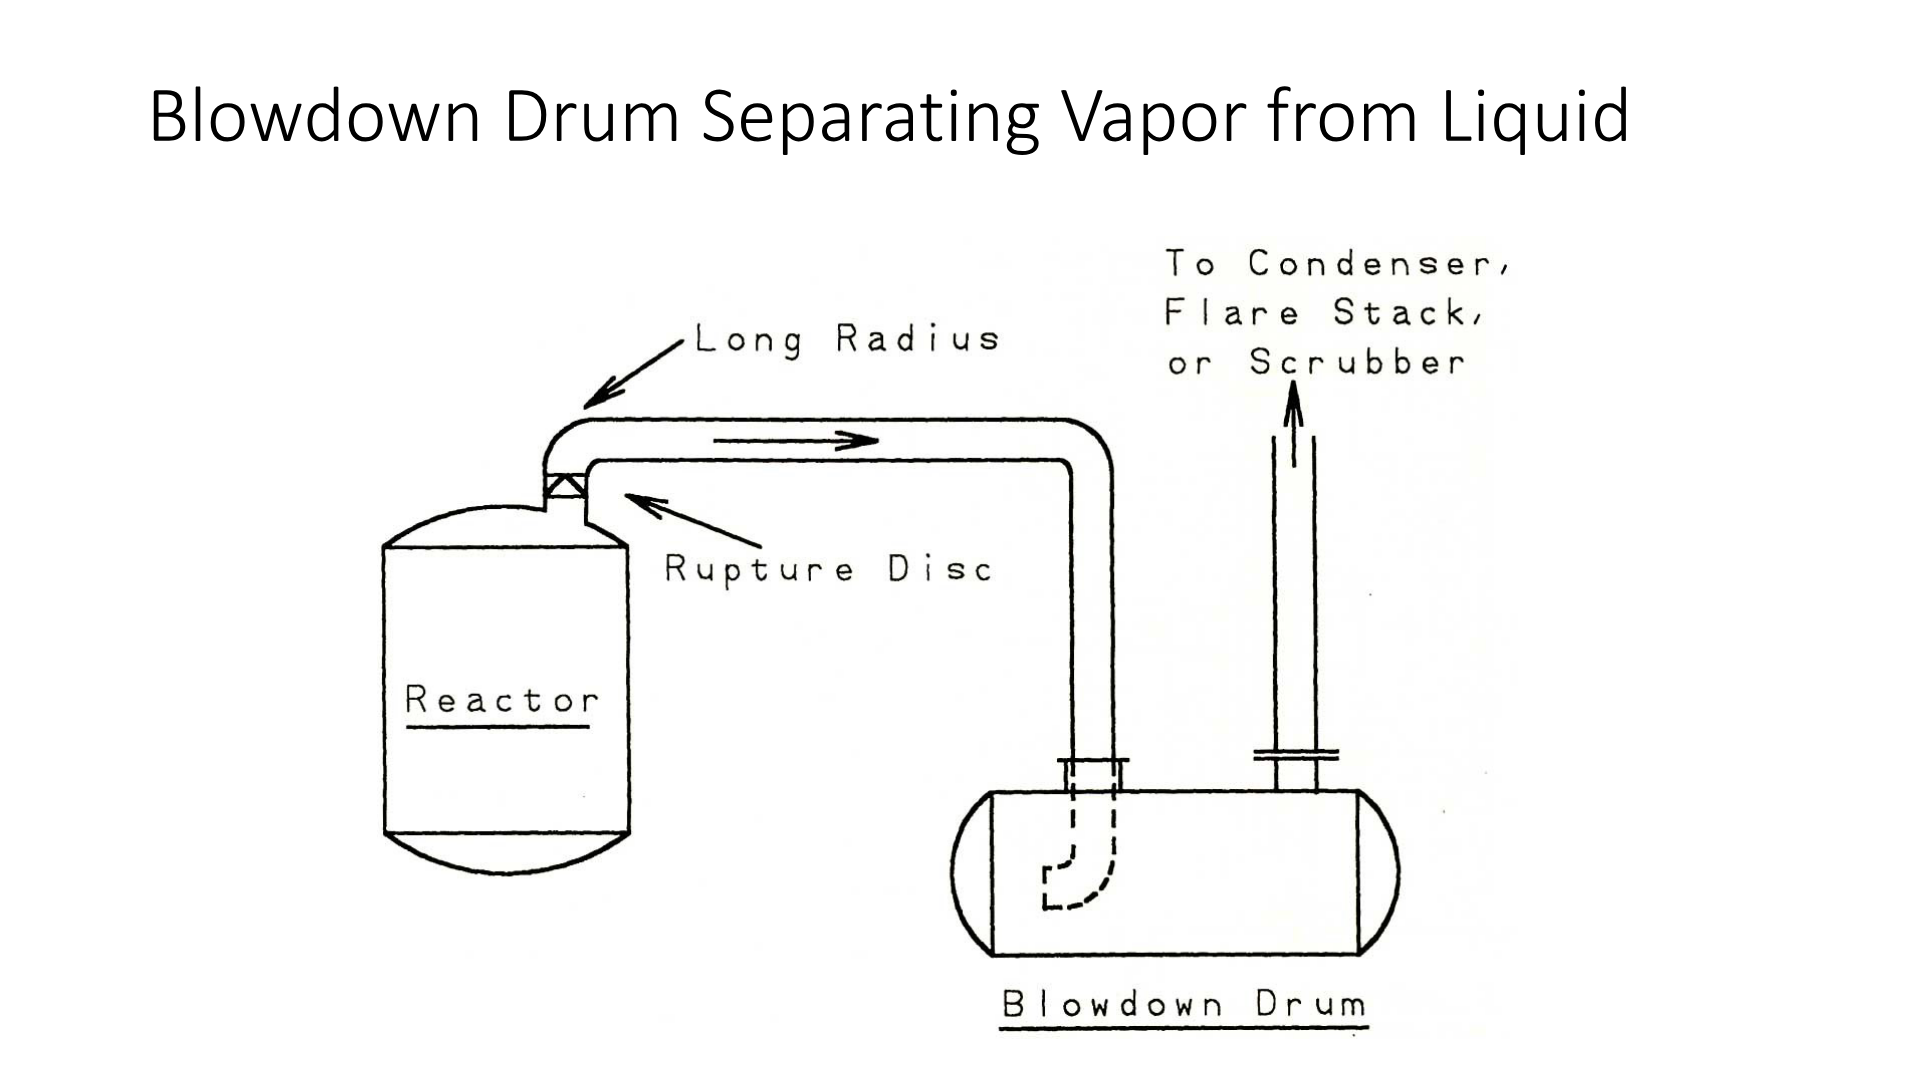 Blowdown Drum Separating Vapor from Liquid
To Condenser,
Flare Stack,
or Scrubber
Long Radius
Rupture Disc
Reactor
Blowdown Drum